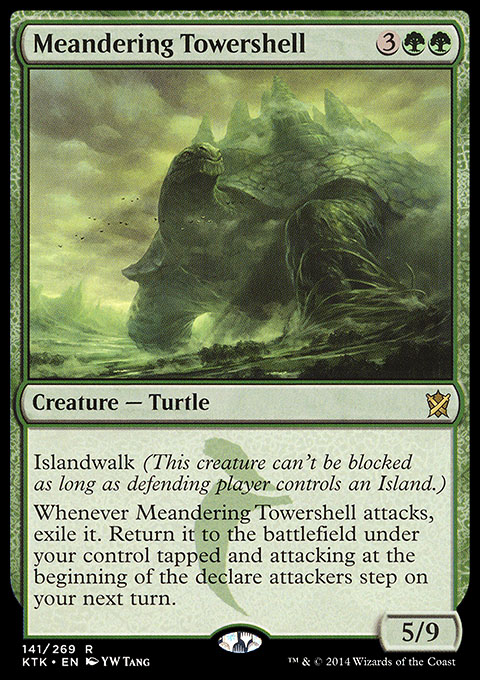 Meandering Towershell 3
Creature — Turtle
Islandwalk (This creature can't be blocked
as long as defending player controls an Island.)
Whenever Meandering Towershell attacks,
exile it. Return it to the battlefield under
your control tapped and attacking at the
beginning of the declare attackers step on
your next turn.
5/9
141/269 R
KTK • EN YW Tang
™ & © 2014 Wizards of the Coast